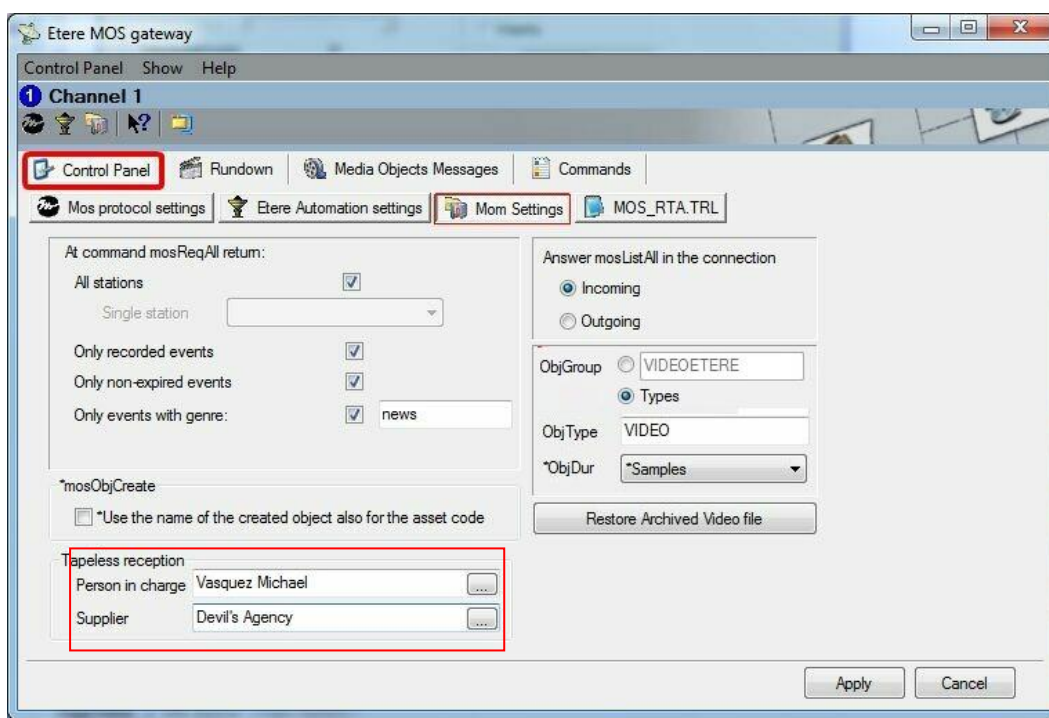 Etere MOS gateway
Control Panel Show Help
1 Channel 1
Control Panel Rundown Media Objects Messages Commands
Mos protocol settings Etere Automation settings Mom Settings MOS_RTA.TRL
At command mosReqAll return:
All stations
Single station
Only recorded events
Only non-expired events
Only events with genre: news
*mosObjCreate
*Use the name of the created object also for the asset code
Tapeless reception
Person in charge Vasquez Michael ...
Supplier Devil's Agency ...
Answer mosListAll in the connection
Incoming
Outgoing
ObjGroup VIDEOETERE
Types
ObjType VIDEO
*ObjDur *Samples
Restore Archived Video file
Apply Cancel